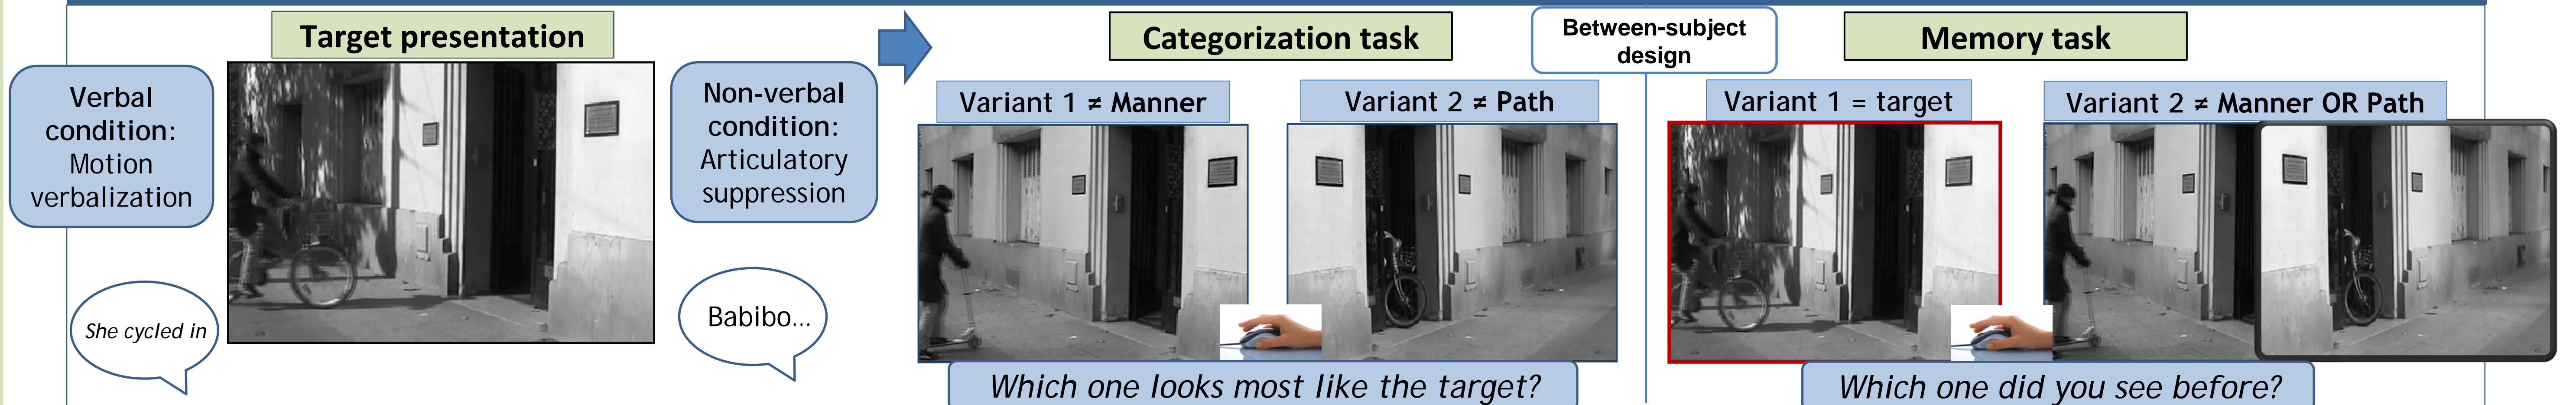 Target presentation
Verbal
condition:
Motion
verbalization
She cycled in
Non-verbal
condition:
Articulatory
suppression
Babibo...
Categorization task
Variant 1 ≠ Manner
Variant 2 ≠ Path
Which one looks most like the target?
Between-subject
design
Memory task
Variant 1 = target
Variant 2 ≠ Manner OR Path
Which one did you see before?